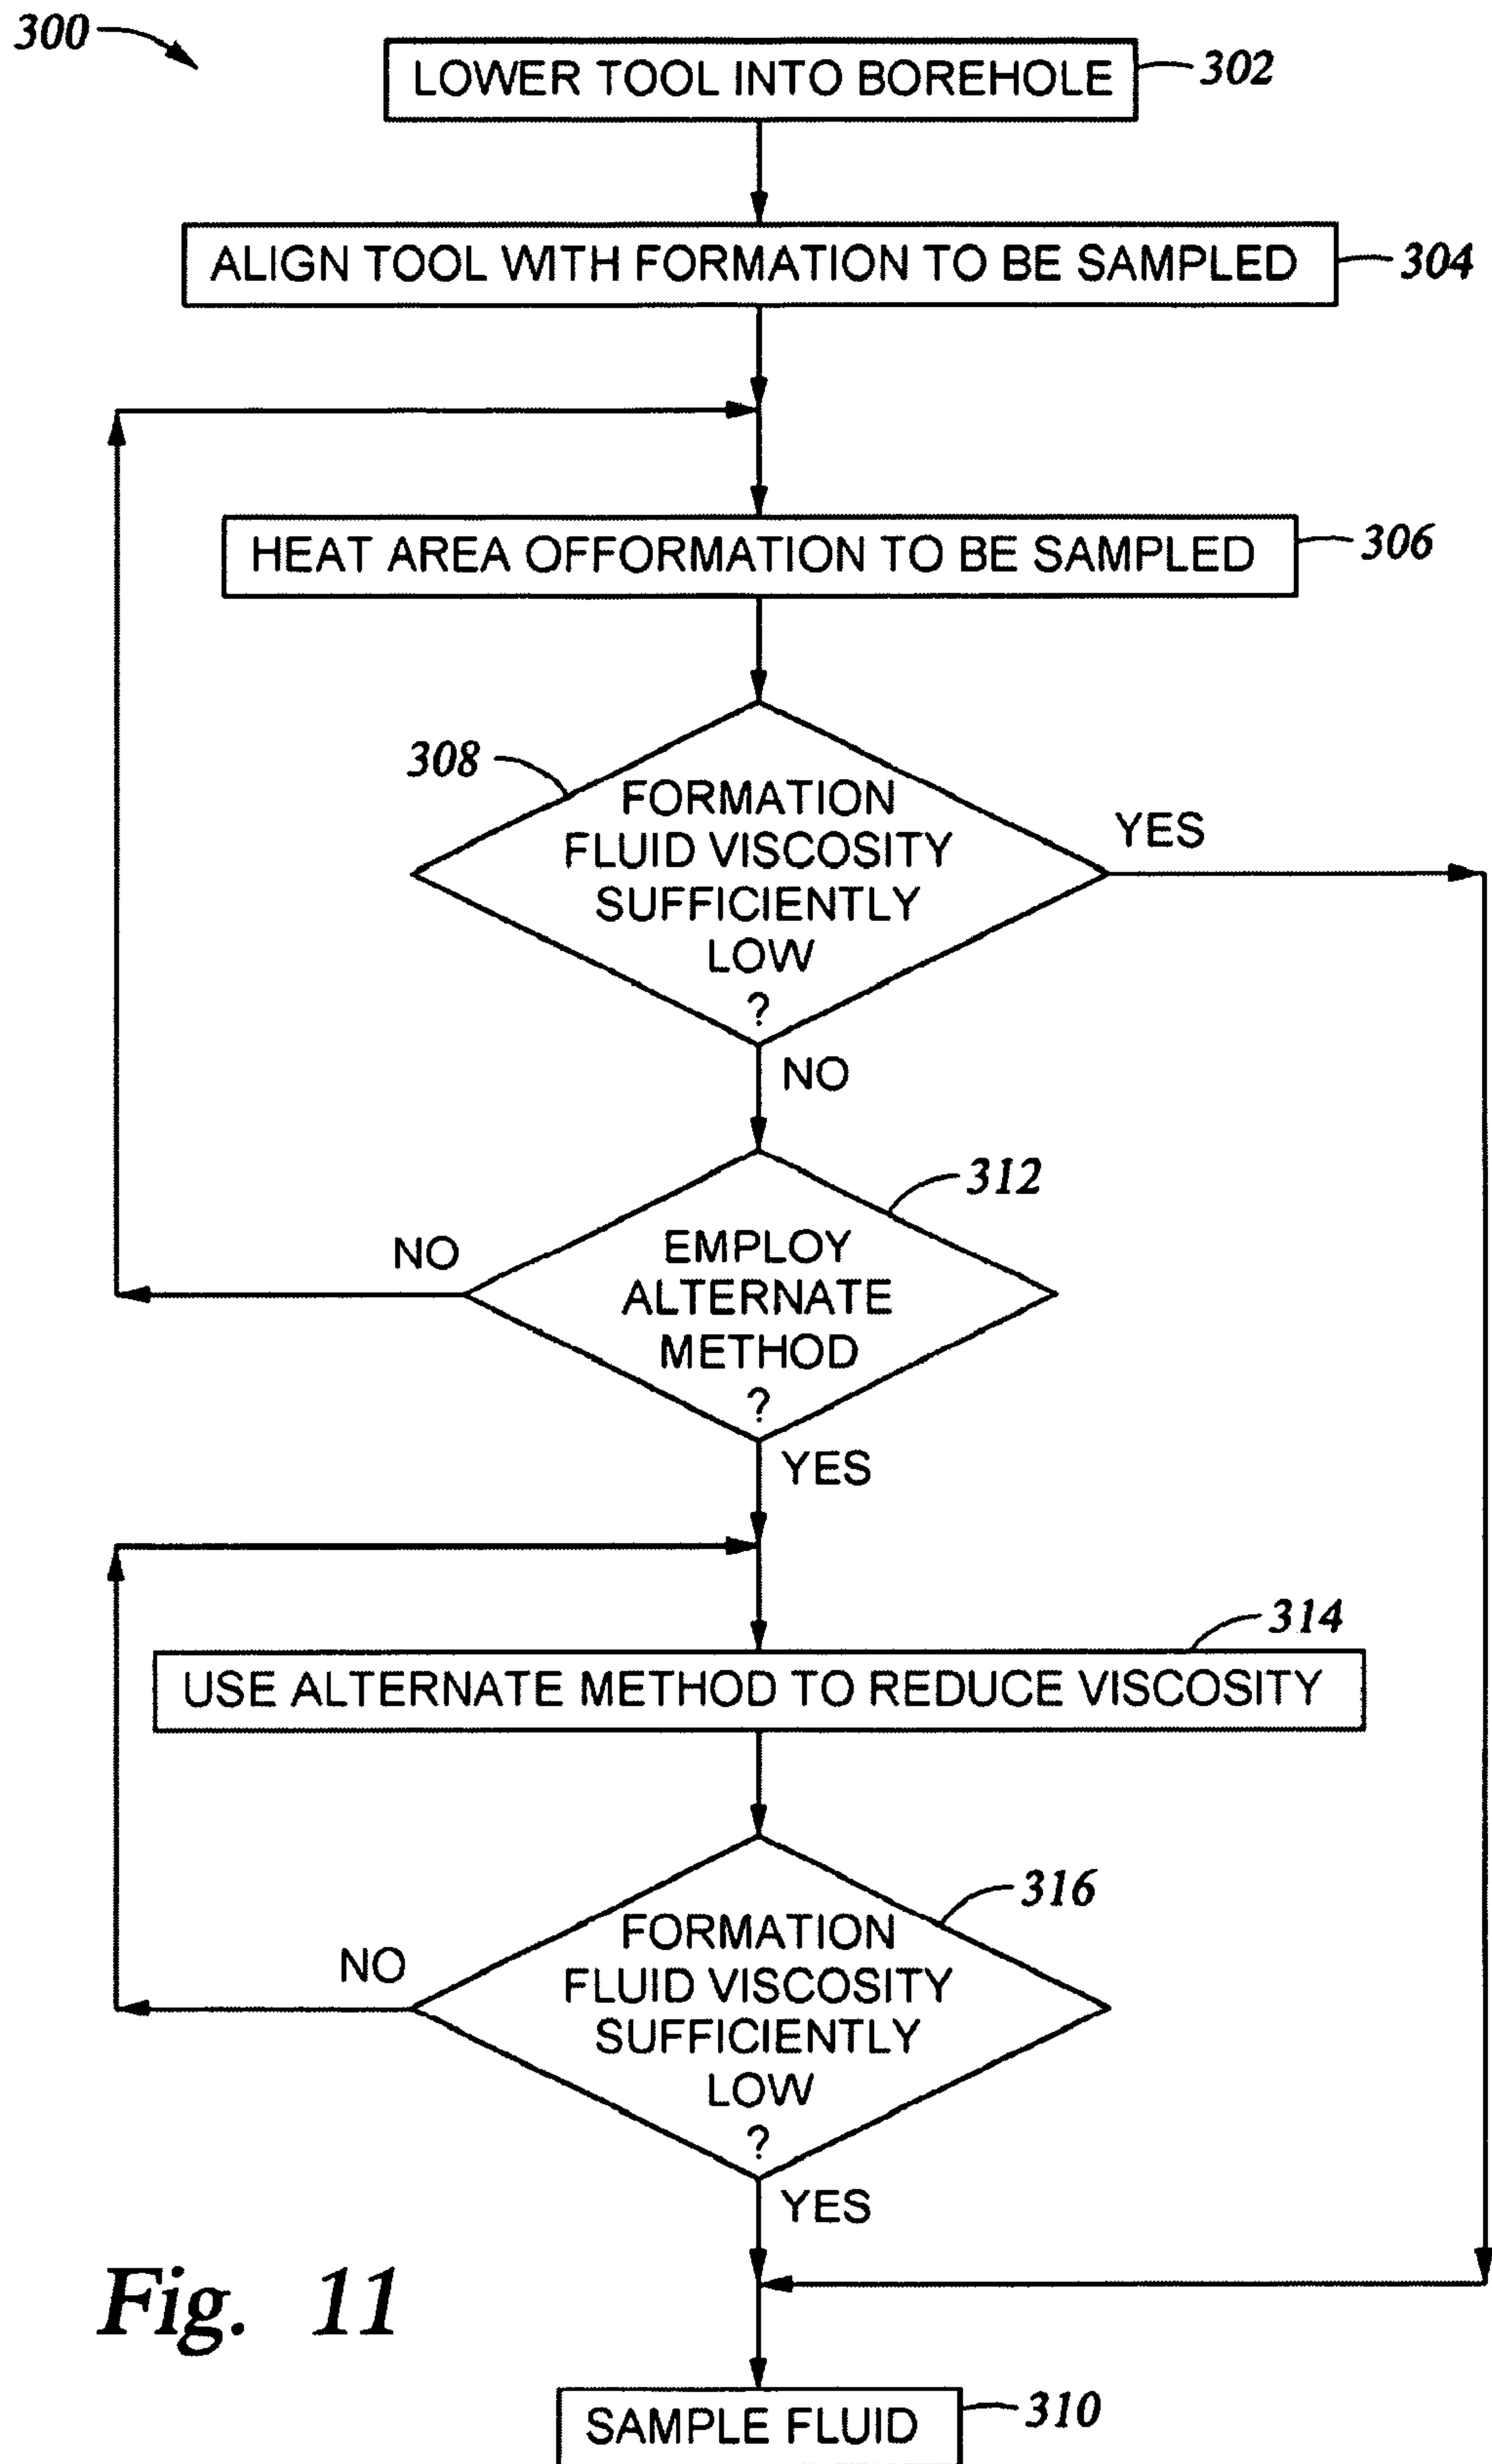 300
LOWER TOOL INTO BOREHOLE
302
ALIGN TOOL WITH FORMATION TO BE SAMPLED
304
HEAT AREA OFFORMATION TO BE SAMPLED
306
308
FORMATION
FLUID VISCOSITY
SUFFICIENTLY
LOW
?
YES
NO
312
EMPLOY
ALTERNATE
METHOD
?
NO
YES
314
USE ALTERNATE METHOD TO REDUCE VISCOSITY
316
FORMATION
FLUID VISCOSITY
SUFFICIENTLY
LOW
?
NO
YES
Fig. 11
SAMPLE FLUID
310